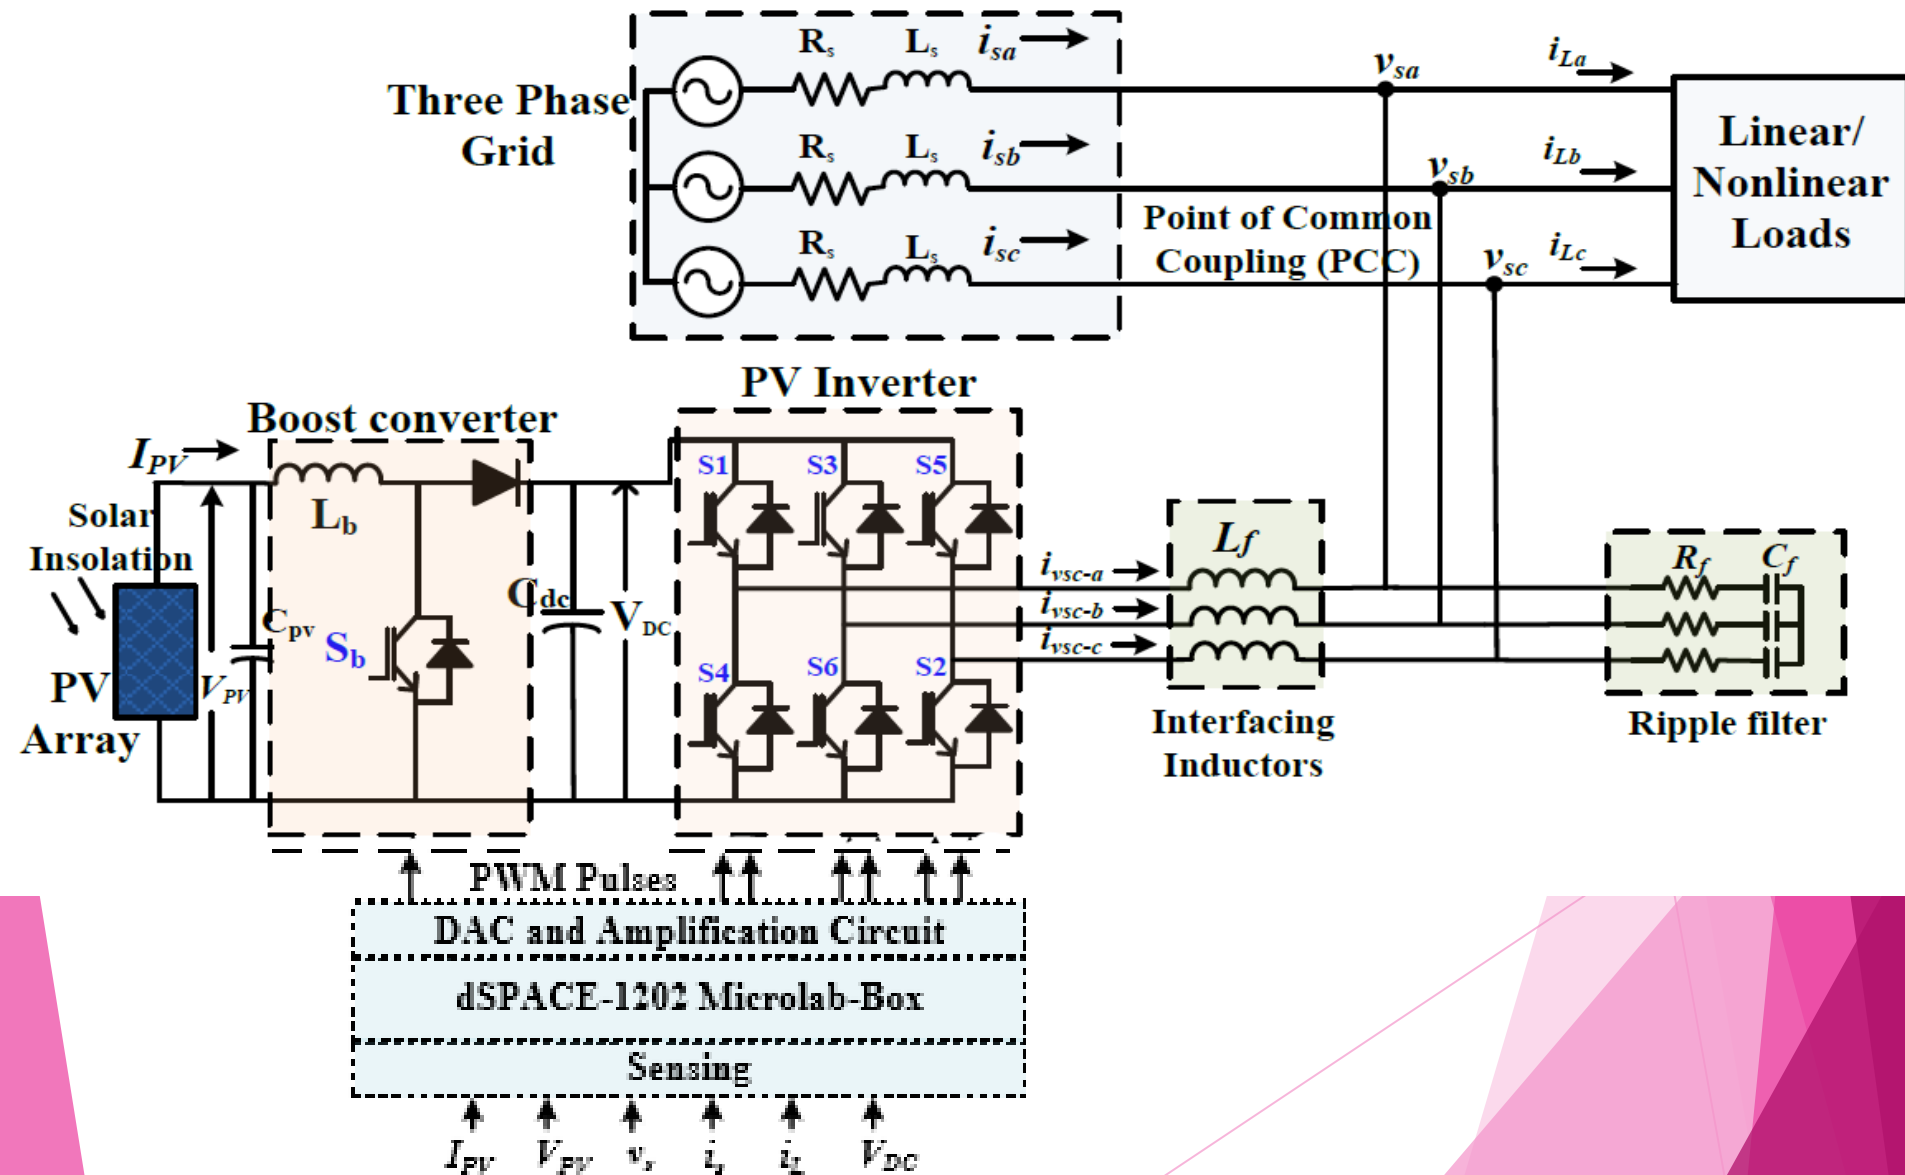 Three Phase
Grid
Rs Ls isa
Rs Ls isb
Rs Ls isc
vsa
vsb
vsc
iLa
iLb
iLc
Point of Common
Coupling (PCC)
Linear/
Nonlinear
Loads
PV Inverter
Boost converter
IPV
Solar
Insolation
PV
Array
VPV
Cpv
Lb
Sb
Cdc
VDC
S1 S3 S5
S4 S6 S2
ivsc-a
ivsc-b
ivsc-c
Lf
Interfacing
Inductors
Rf Cf
Ripple filter
PWM Pulses
DAC and Amplification Circuit
dSPACE-1202 Microlab-Box
Sensing
IPV VPV vs is iL VDC